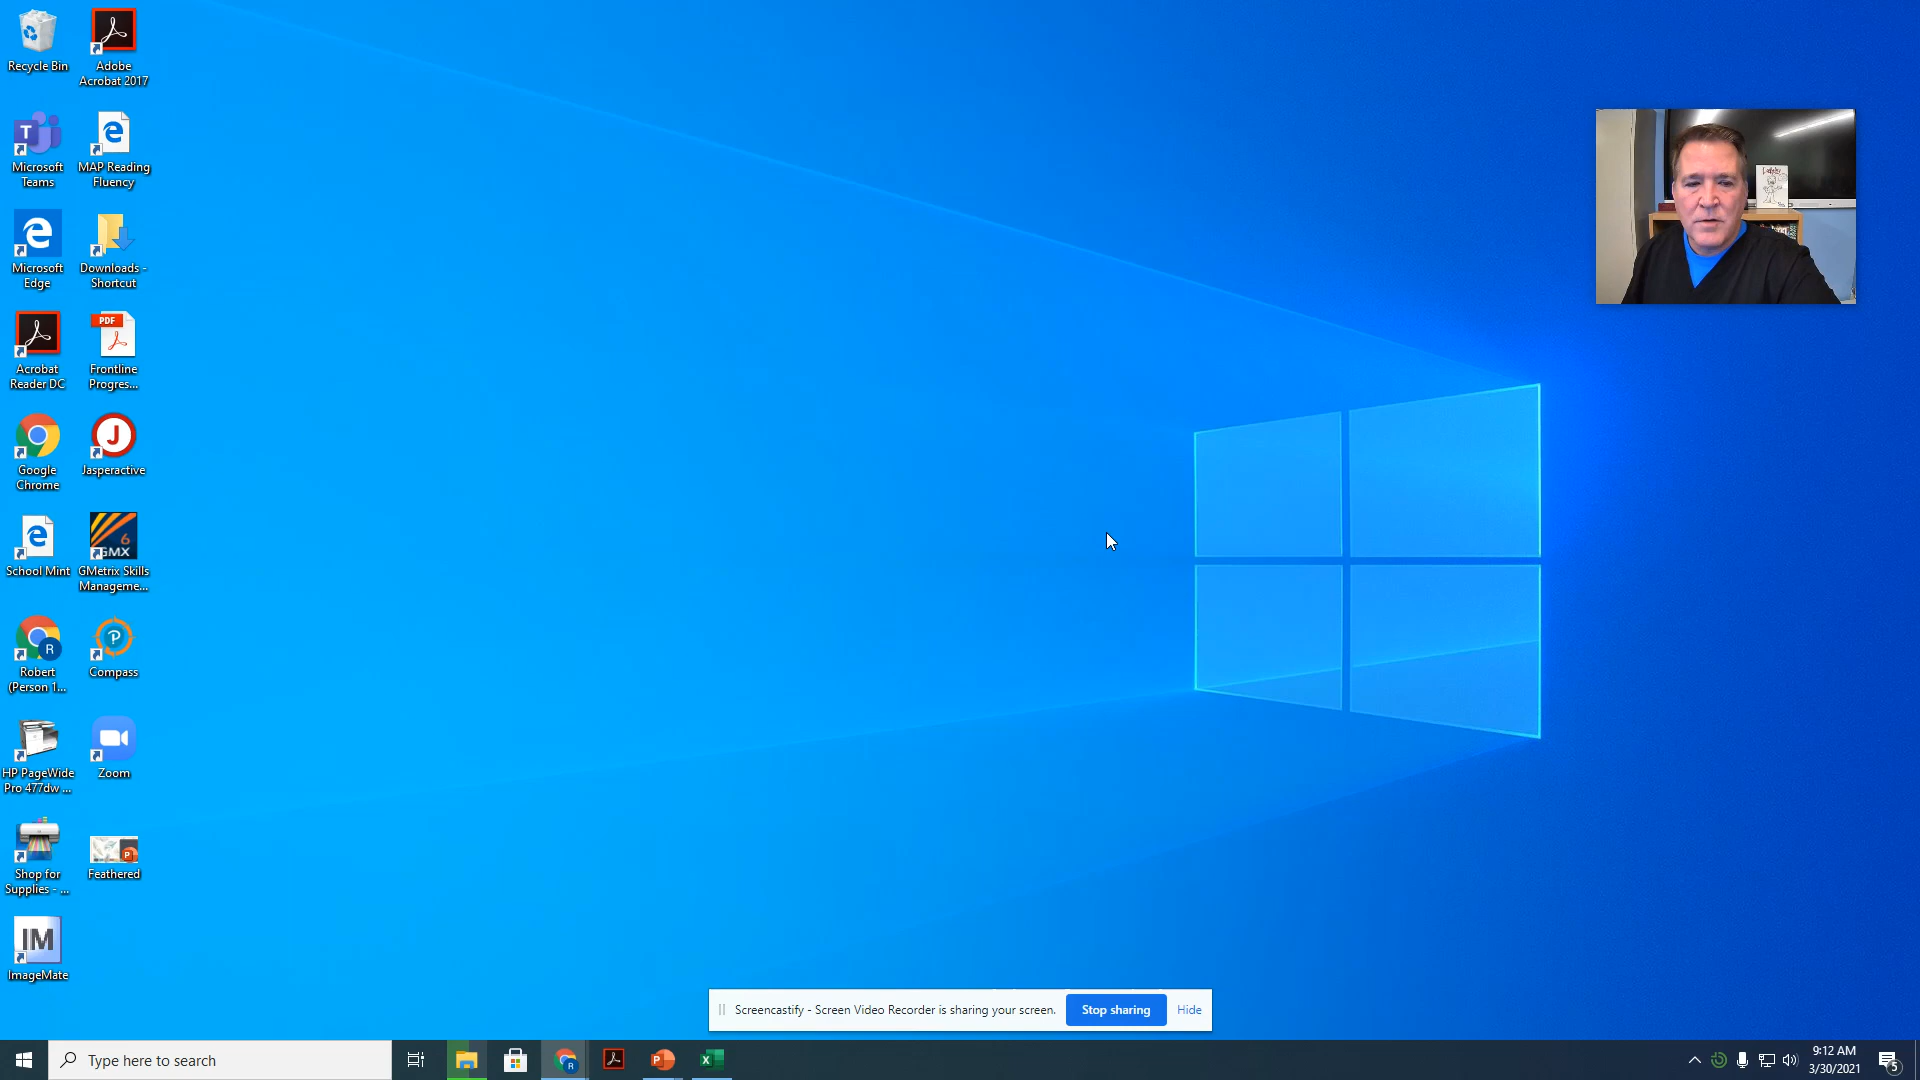 Recycle Bin
Adobe
Acrobat 2017
Microsoft
Teams
MAP Reading
Fluency
Microsoft
Edge
Downloads -
Shortcut
Acrobat
Reader DC
PDF
Frontline
Progres...
Google
Chrome
J
Jasperactive
School Mint
6
GMX
GMetrix Skills
Manageme...
R
Robert
(Person 1...
P
Compass
HP PageWide
Pro 477dw ...
Zoom
Shop for
Supplies - ...
P
Feathered
IM
ImageMate
Screencastify - Screen Video Recorder is sharing your screen.
Stop sharing
Hide
Type here to search
9:12 AM
3/30/2021
5